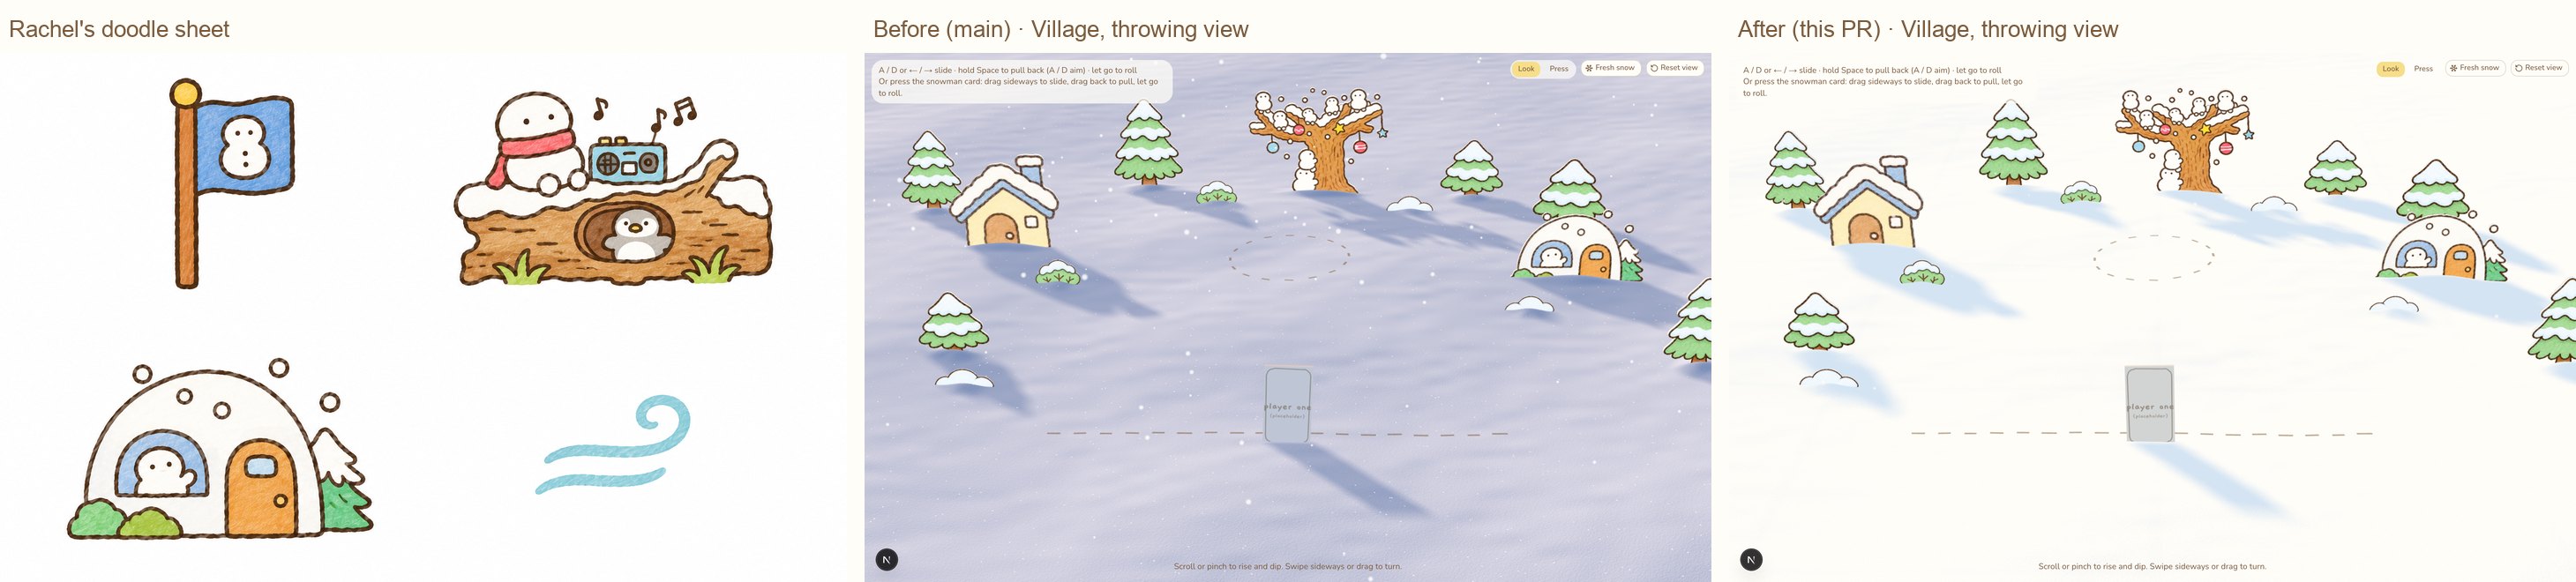 Rachel's doodle sheet
Before (main) · Village, throwing view
A / D or ← / → slide · hold Space to pull back (A / D aim) · let go to roll
Or press the snowman card: drag sideways to slide, drag back to pull, let go
to roll.
Look
Press
Fresh snow
Reset view
player one
(placeholder)
N
Scroll or pinch to rise and dip. Swipe sideways or drag to turn.
After (this PR) · Village, throwing view
A / D or ← / → slide · hold Space to pull back (A / D aim) · let go to roll
Or press the snowman card: drag sideways to slide, drag back to pull, let go
to roll.
Look
Press
Fresh snow
Reset view
player one
(placeholder)
N
Scroll or pinch to rise and dip. Swipe sideways or drag to turn.